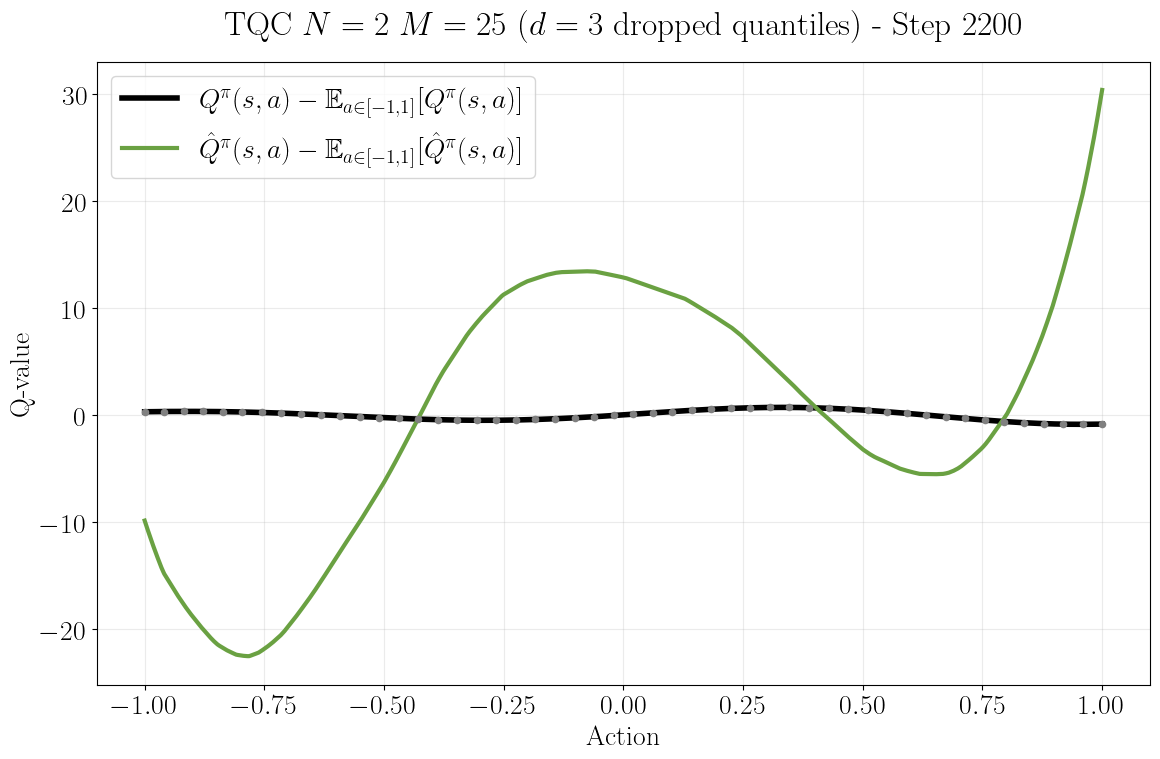 TQC N = 2 M = 25 (d = 3 dropped quantiles) - Step 2200
Q^π(s, a) − 𝔼_{a∈[−1,1]}[Q^π(s, a)]
Q̂^π(s, a) − 𝔼_{a∈[−1,1]}[Q̂^π(s, a)]
30
20
10
0
−10
−20
Q-value
−1.00 −0.75 −0.50 −0.25 0.00 0.25 0.50 0.75 1.00
Action